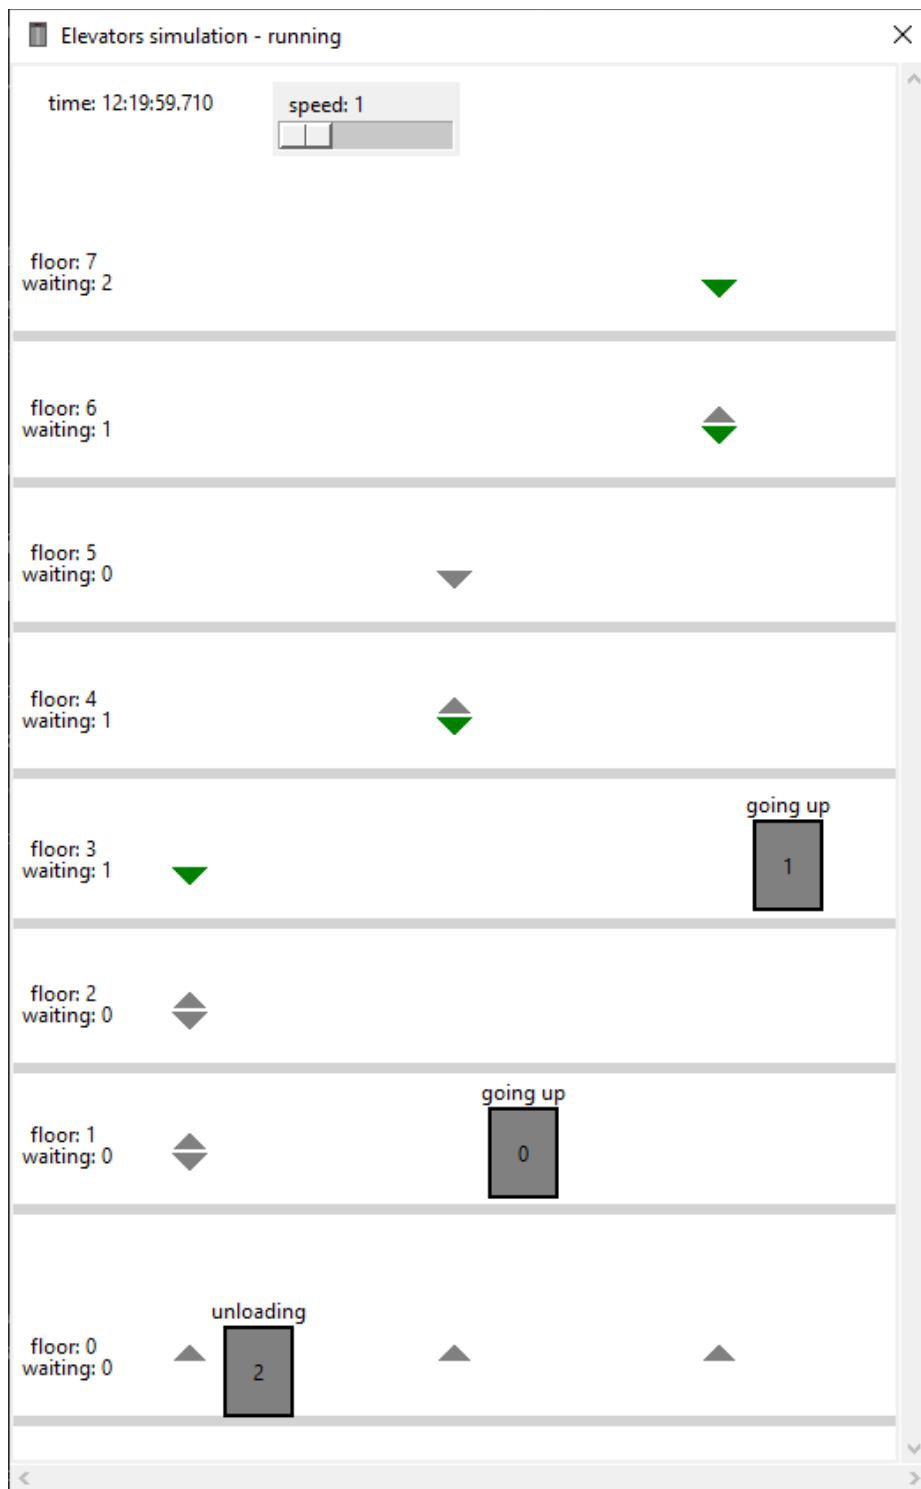 Elevators simulation - running
time: 12:19:59.710
speed: 1
floor: 7
waiting: 2
floor: 6
waiting: 1
floor: 5
waiting: 0
floor: 4
waiting: 1
going up
floor: 3
waiting: 1
1
floor: 2
waiting: 0
going up
floor: 1
waiting: 0
0
unloading
floor: 0
waiting: 0
2